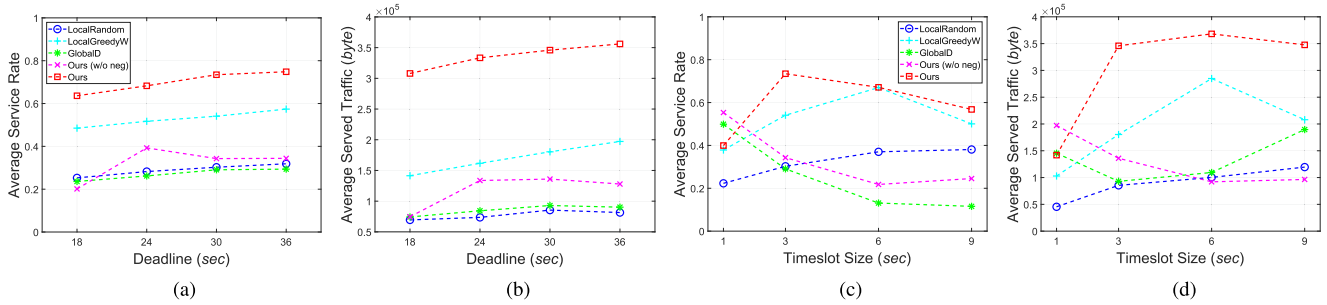 Average Service Rate
1
0.8
0.6
0.4
0.2
0
LocalRandom
LocalGreedyW
GlobalD
Ours (w/o neg)
Ours
18 24 30 36
Deadline (sec)
(a)
Average Served Traffic (byte)
×10⁵
4
3.5
3
2.5
2
1.5
1
0.5
18 24 30 36
Deadline (sec)
(b)
Average Service Rate
1
0.8
0.6
0.4
0.2
0
LocalRandom
LocalGreedyW
GlobalD
Ours (w/o neg)
Ours
1 3 6 9
Timeslot Size (sec)
(c)
Average Served Traffic (byte)
×10⁵
4
3.5
3
2.5
2
1.5
1
0.5
0
1 3 6 9
Timeslot Size (sec)
(d)